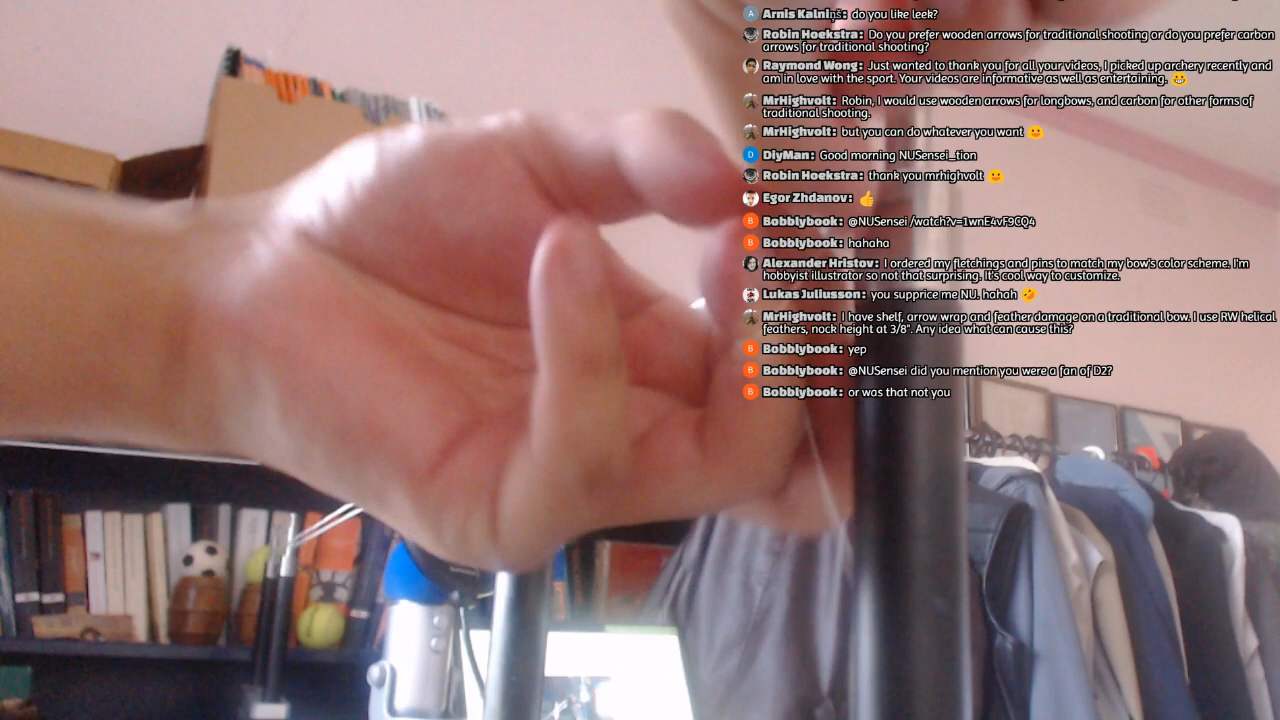 Arnis Kalniņš: do you like leek?
Robin Hoekstra: Do you prefer wooden arrows for traditional shooting or do you prefer carbon
arrows for traditional shooting?
Raymond Wong: Just wanted to thank you for all your videos, I picked up archery recently and
am in love with the sport. Your videos are informative as well as entertaining. 😀
MrHighvolt: Robin, I would use wooden arrows for longbows, and carbon for other forms of
traditional shooting.
MrHighvolt: but you can do whatever you want 😛
DiyMan: Good morning NUSensei_tion
Robin Hoekstra: thank you mrhighvolt 😛
Egor Zhdanov: 👍
Bobblybook: @NUSensei /watch?v=1wnE4vF9CQ4
Bobblybook: hahaha
Alexander Hristov: I ordered my fletchings and pins to match my bow's color scheme. I'm
hobbyist illustrator so not that surprising. It's cool way to customize.
Lukas Juliusson: you supprice me NU. hahah 🤣
MrHighvolt: I have shelf, arrow wrap and feather damage on a traditional bow. I use RW helical
feathers, nock height at 3/8". Any idea what can cause this?
Bobblybook: yep
Bobblybook: @NUSensei did you mention you were a fan of D2?
Bobblybook: or was that not you